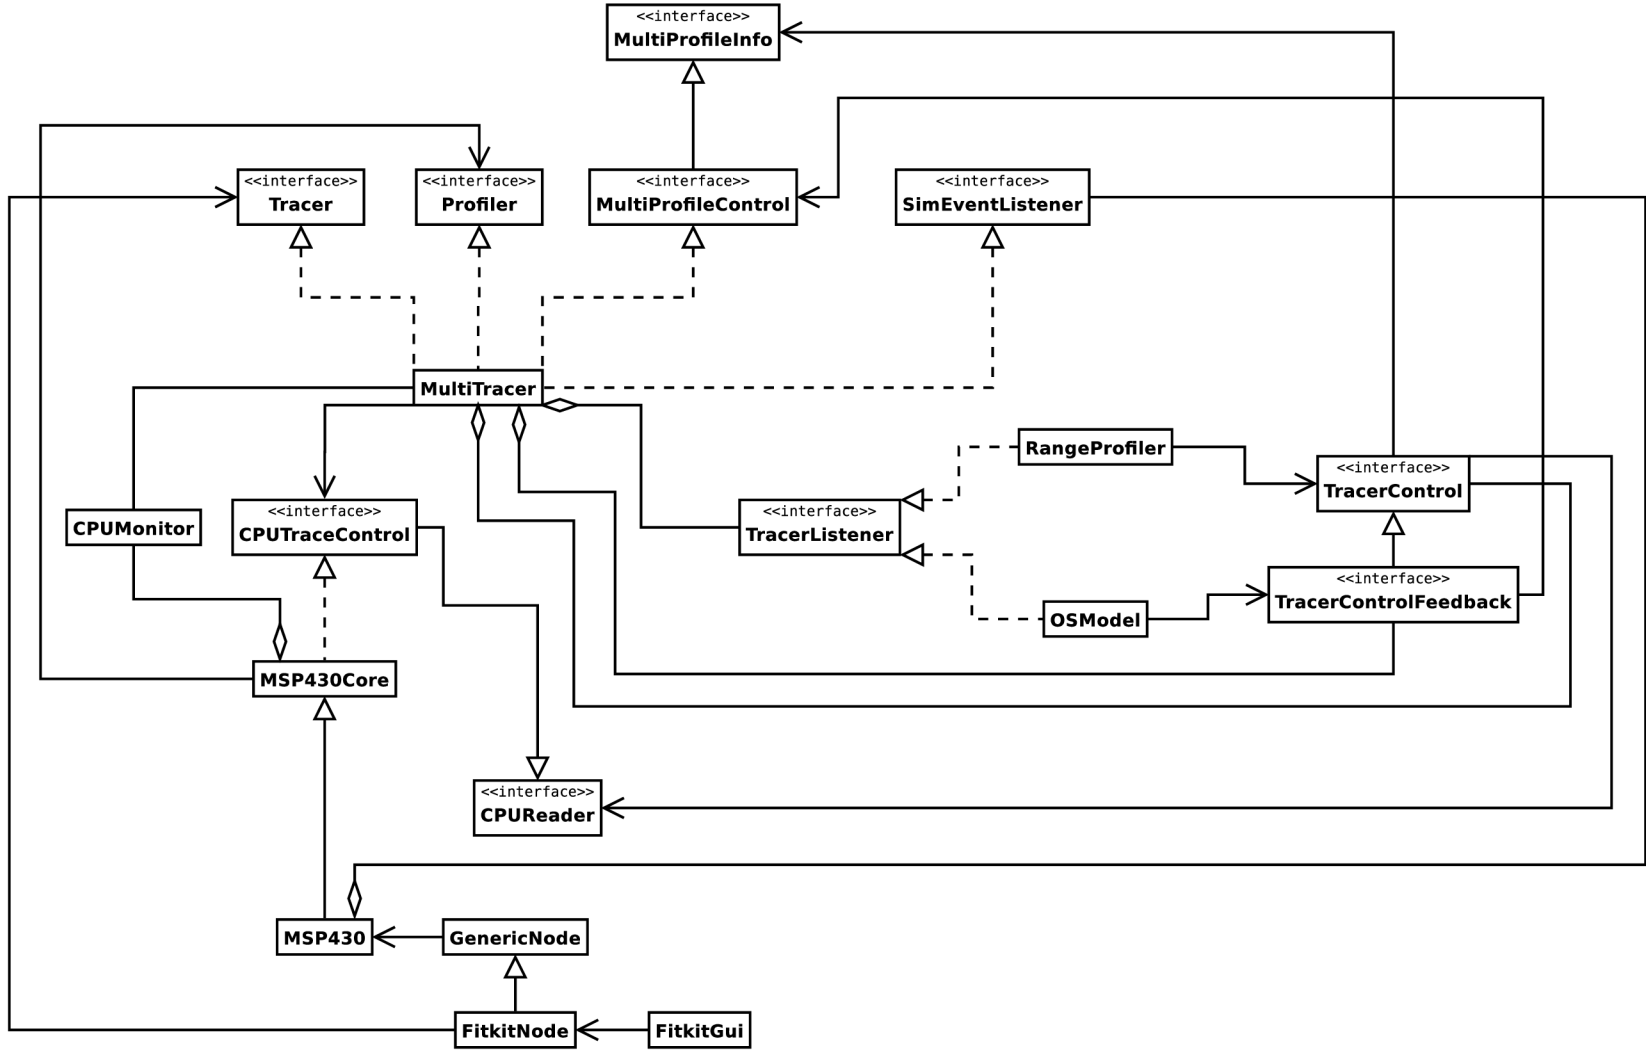 <<interface>>
MultiProfileInfo
<<interface>>
Tracer
<<interface>>
Profiler
<<interface>>
MultiProfileControl
<<interface>>
SimEventListener
MultiTracer
RangeProfiler
<<interface>>
TracerControl
CPUMonitor
<<interface>>
CPUTraceControl
<<interface>>
TracerListener
<<interface>>
TracerControlFeedback
OSModel
MSP430Core
<<interface>>
CPUReader
MSP430
GenericNode
FitkitNode
FitkitGui